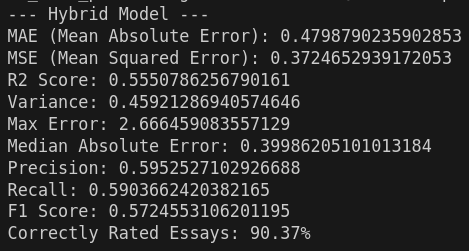 --- Hybrid Model ---
MAE (Mean Absolute Error): 0.4798790235902853
MSE (Mean Squared Error): 0.3724652939172053
R2 Score: 0.5550786256790161
Variance: 0.45921286940574646
Max Error: 2.666459083557129
Median Absolute Error: 0.39986205101013184
Precision: 0.5952527102926688
Recall: 0.5903662420382165
F1 Score: 0.5724553106201195
Correctly Rated Essays: 90.37%